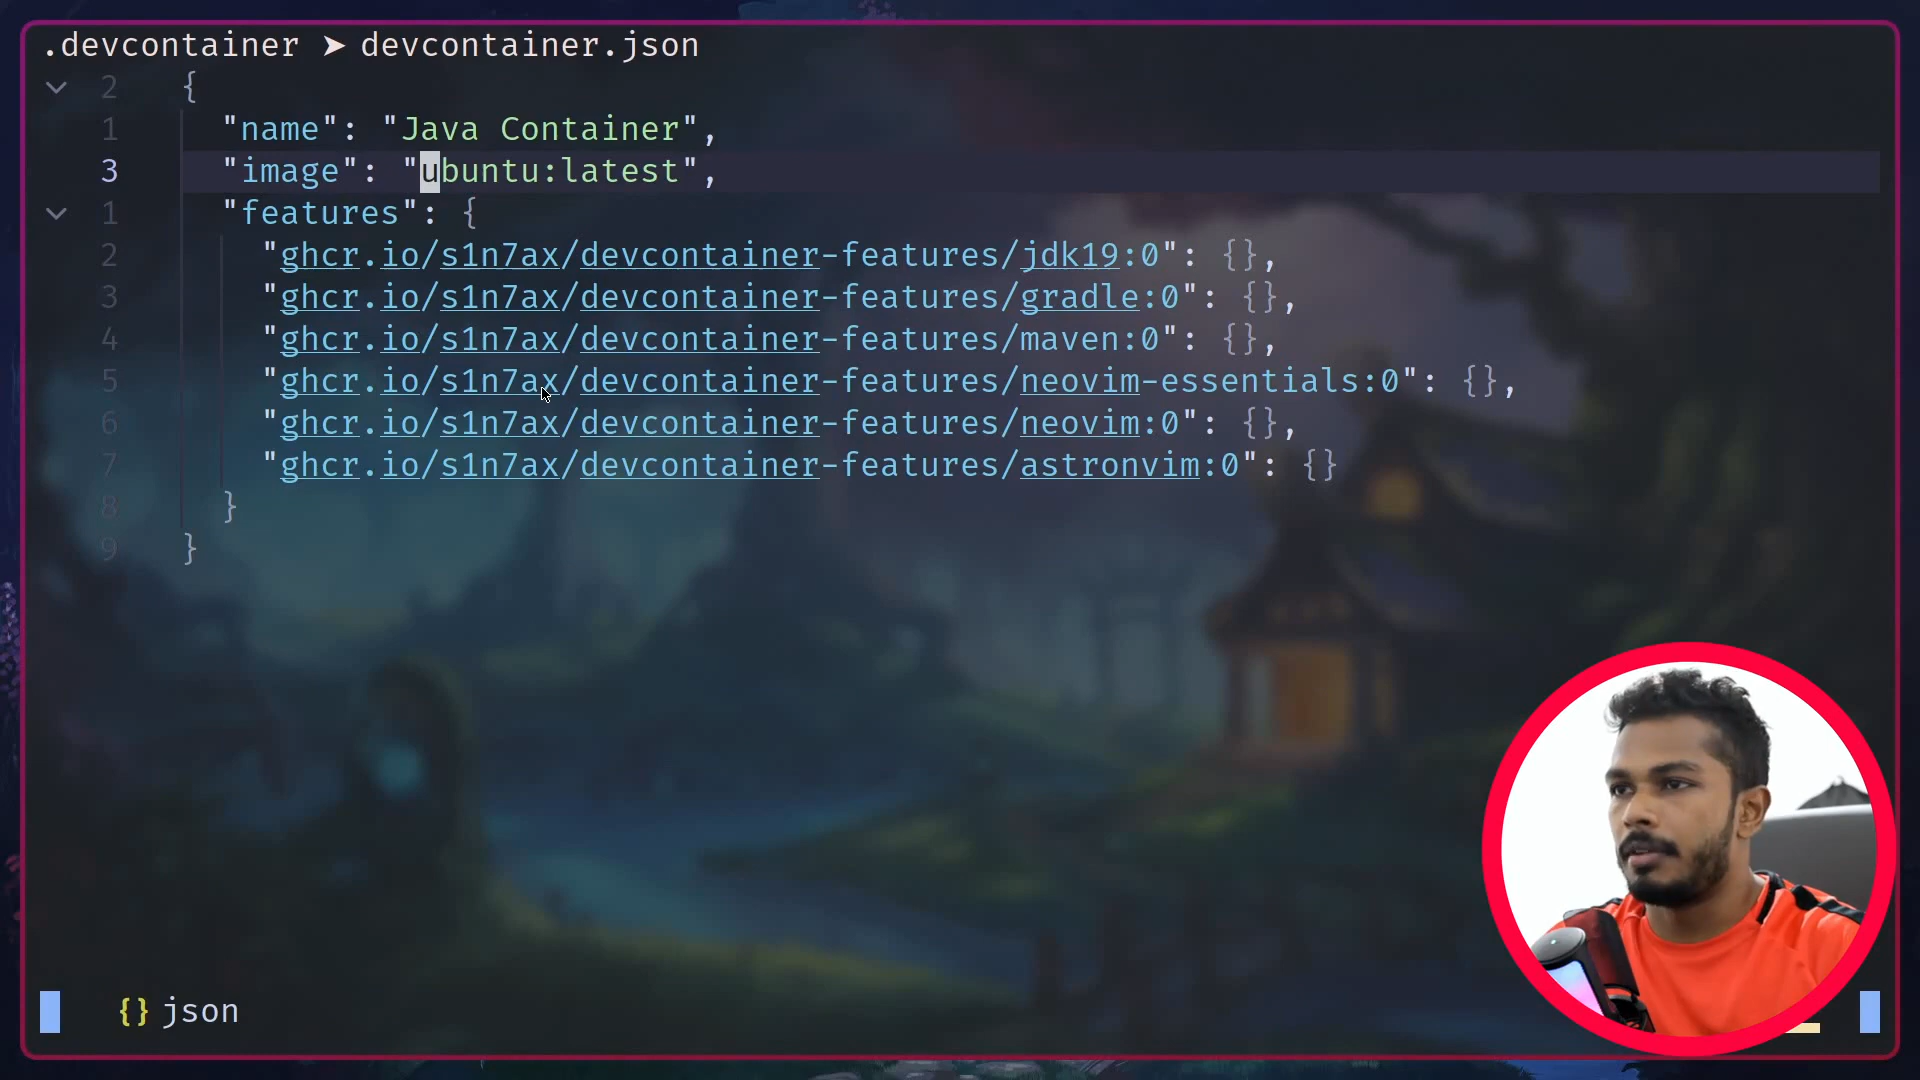 .devcontainer ➤ devcontainer.json
2 {
1 "name": "Java Container",
3 "image": "ubuntu:latest",
1 "features": {
2 "ghcr.io/s1n7ax/devcontainer-features/jdk19:0": {},
3 "ghcr.io/s1n7ax/devcontainer-features/gradle:0": {},
4 "ghcr.io/s1n7ax/devcontainer-features/maven:0": {},
5 "ghcr.io/s1n7ax/devcontainer-features/neovim-essentials:0": {},
6 "ghcr.io/s1n7ax/devcontainer-features/neovim:0": {},
7 "ghcr.io/s1n7ax/devcontainer-features/astronvim:0": {}
8 }
9 }
{} json